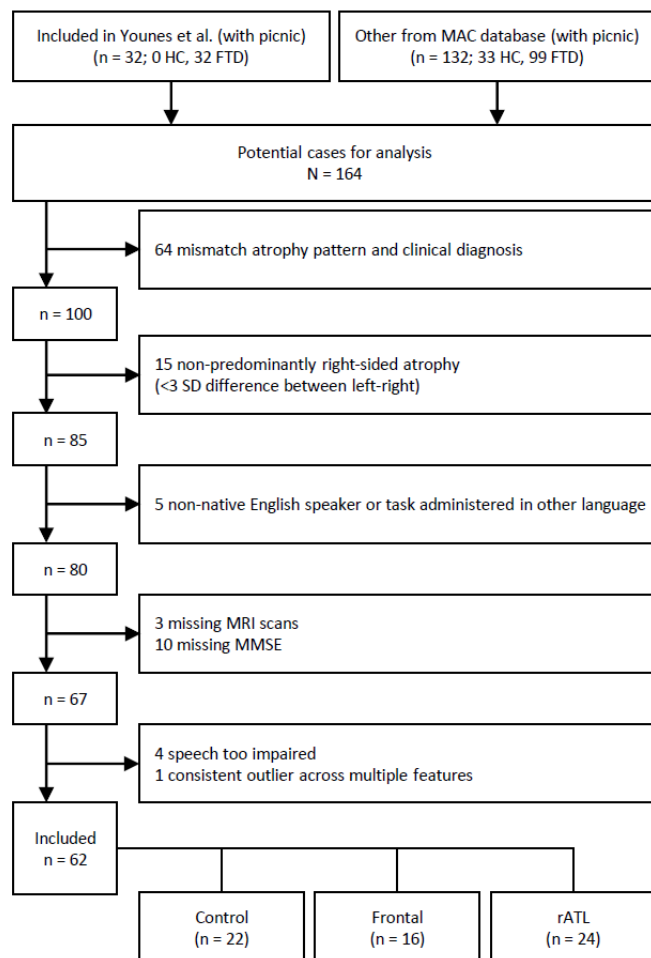 Included in Younes et al. (with picnic)
(n = 32; 0 HC, 32 FTD)
Other from MAC database (with picnic)
(n = 132; 33 HC, 99 FTD)
Potential cases for analysis
N = 164
64 mismatch atrophy pattern and clinical diagnosis
n = 100
15 non-predominantly right-sided atrophy
(<3 SD difference between left-right)
n = 85
5 non-native English speaker or task administered in other language
n = 80
3 missing MRI scans
10 missing MMSE
n = 67
4 speech too impaired
1 consistent outlier across multiple features
Included
n = 62
Control
(n = 22)
Frontal
(n = 16)
rATL
(n = 24)